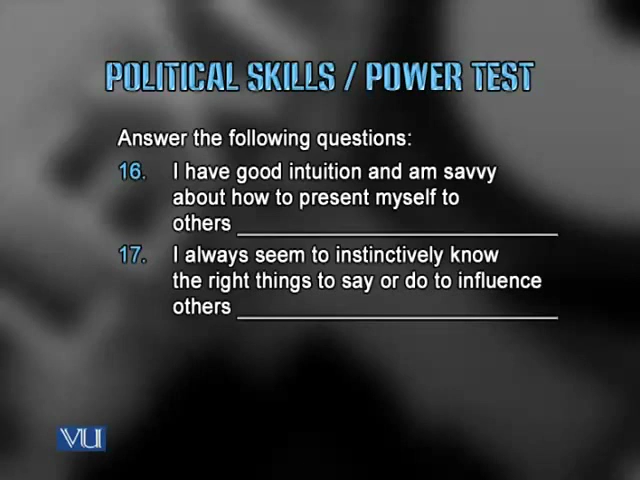 POLITICAL SKILLS / POWER TEST
Answer the following questions:
16. I have good intuition and am savvy
about how to present myself to
others ____________________
17. I always seem to instinctively know
the right things to say or do to influence
others ____________________
VU